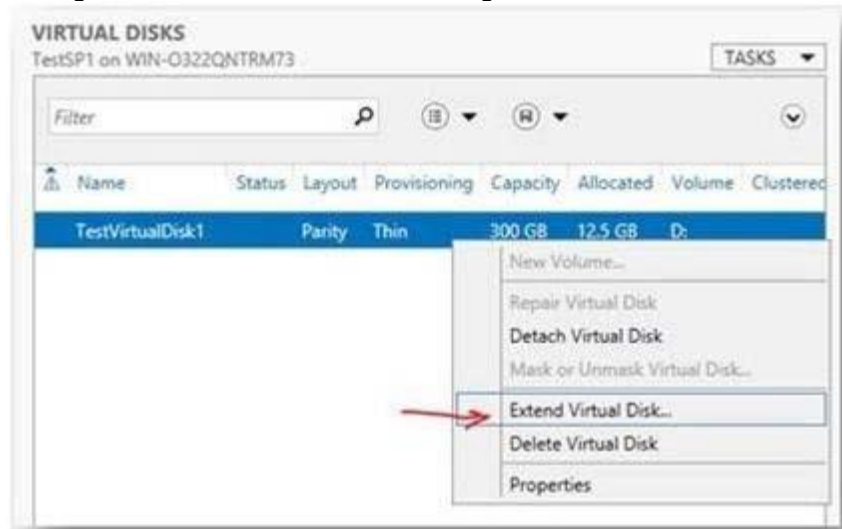 VIRTUAL DISKS
TestSP1 on WIN-O322QNTRM73
TASKS
Filter
Name Status Layout Provisioning Capacity Allocated Volume Clustered
TestVirtualDisk1 Parity Thin 300 GB 12.5 GB D:
New Volume...
Repair Virtual Disk
Detach Virtual Disk
Mask or Unmask Virtual Disk...
Extend Virtual Disk...
Delete Virtual Disk
Properties